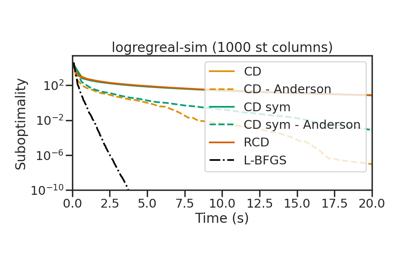 logregreal-sim (1000 st columns)
Suboptimality
10²
10⁻²
10⁻⁶
10⁻¹⁰
CD
CD - Anderson
CD sym
CD sym - Anderson
RCD
L-BFGS
0.0 2.5 5.0 7.5 10.0 12.5 15.0 17.5 20.0
Time (s)